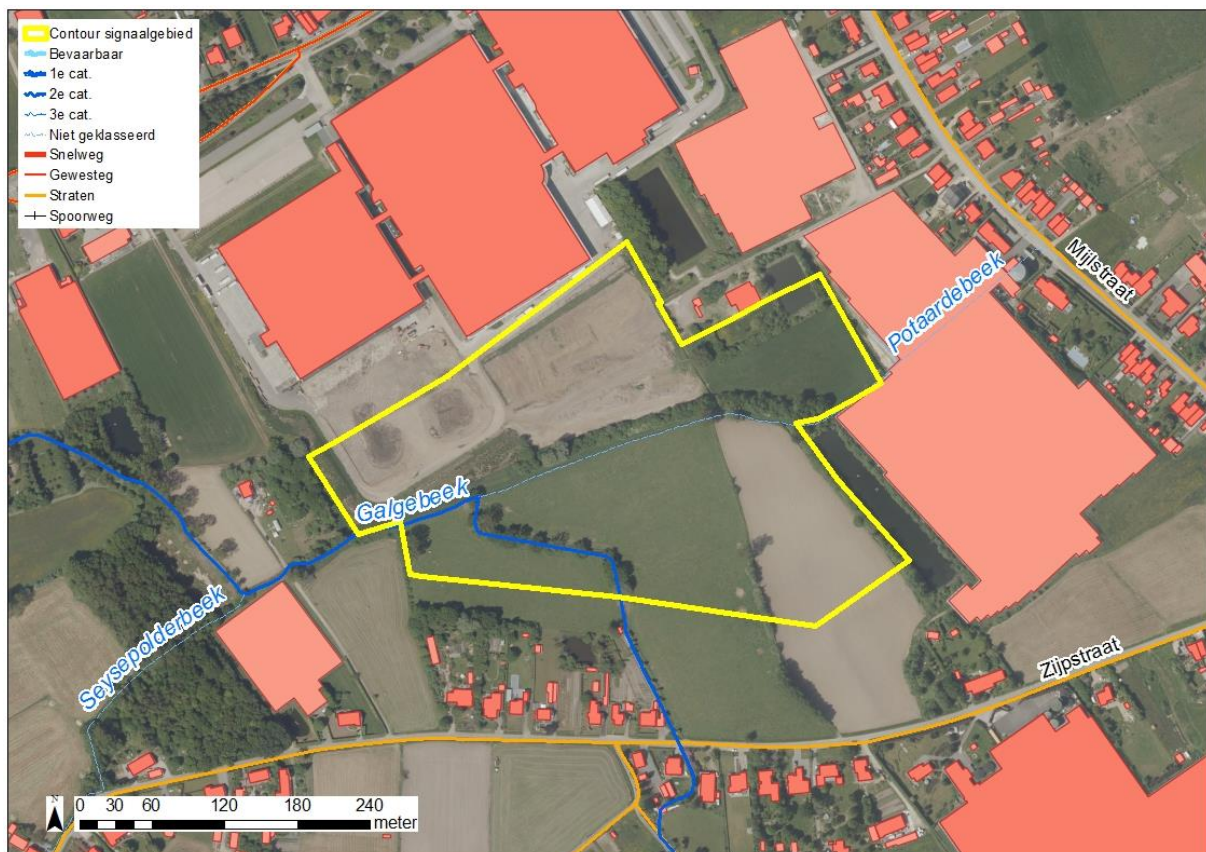 Contour signaalgebied
Bevaarbaar
1e cat.
2e cat.
3e cat.
Niet geklasseerd
Snelweg
Gewesteg
Straten
Spoorweg
Mijlstraat
Potaardebeek
Galgebeek
Seysepolderbeek
Zijpstraat
N
0 30 60 120 180 240
meter